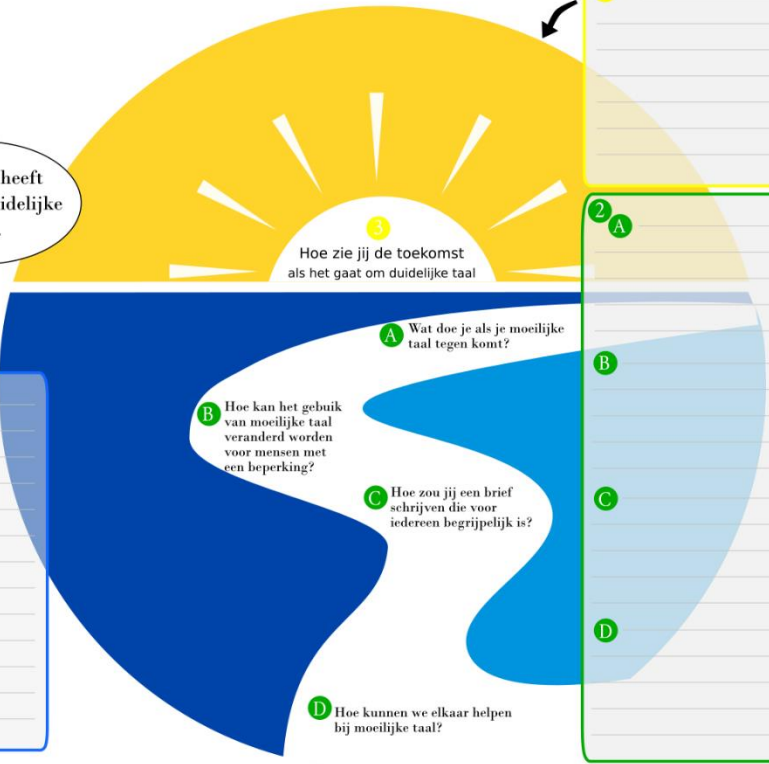 heeft
idelijke
3
Hoe zie jij de toekomst
als het gaat om duidelijke taal
2
A
A Wat doe je als je moeilijke
taal tegen komt?
B
B Hoe kan het gebuik
van moeilijke taal
veranderd worden
voor mensen met
een beperking?
C Hoe zou jij een brief
schrijven die voor
iedereen begrijpelijk is?
C
D
D Hoe kunnen we elkaar helpen
bij moeilijke taal?